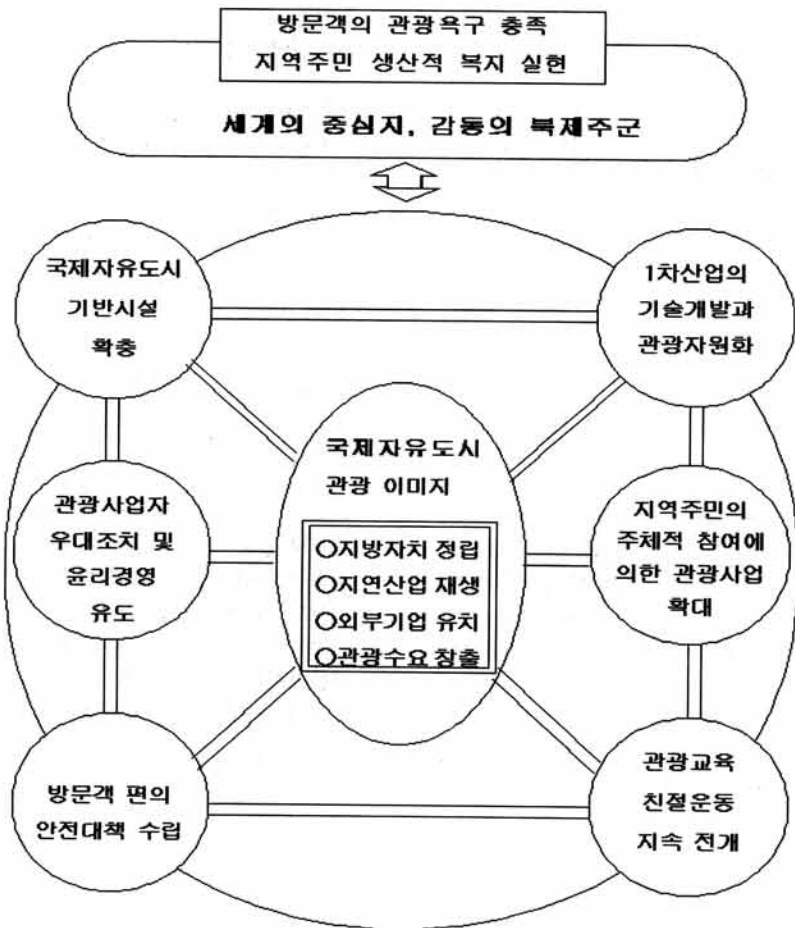 방문객의 관광욕구 충족
지역주민 생산적 복지 실현
세계의 중심지, 감동의 북제주군
국제자유도시
기반시설
확충
1차산업의
기술개발과
관광자원화
국제자유도시
관광 이미지
○지방자치 정립
○지연산업 재생
○외부기업 유치
○관광수요 창출
관광사업자
우대조치 및
윤리경영
유도
지역주민의
주체적 참여에
의한 관광사업
확대
방문객 편의
안전대책 수립
관광교육
친절운동
지속 전개